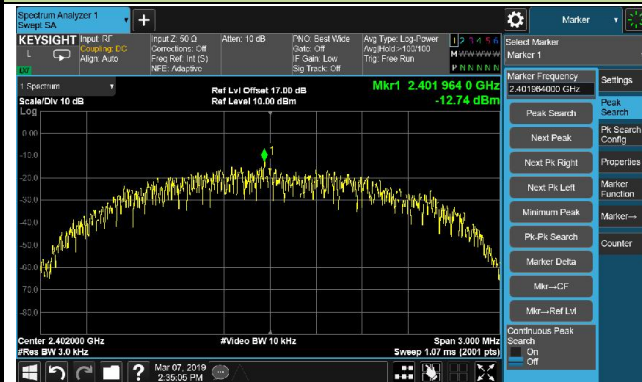 Spectrum Analyzer 1
Swept SA
+
Marker
KEYSIGHT
Input: RF
Coupling: DC
Align: Auto
Input Z: 50 Ω
Corrections: Off
Freq Ref: Int (S)
NFE: Adaptive
Atten: 10 dB
PNO: Best Wide
Gate: Off
IF Gain: Low
Sig Track: Off
Avg Type: Log-Power
Avg|Hold:>100/100
Trig: Free Run
1 2 3 4 5 6
M W W W W W
P N N N N N
L
Select Marker
Marker 1
Marker Frequency
2.401964000 GHz
Settings
Peak Search
Next Peak
Next Pk Right
Next Pk Left
Minimum Peak
Pk-Pk Search
Marker Delta
Mkr→CF
Mkr→Ref Lvl
Continuous Peak
Search
On
Off
Peak
Search
Pk Search
Config
Properties
Marker
Function
Marker→
Counter
1 Spectrum
Scale/Div 10 dB
Log
Ref Lvl Offset 17.00 dB
Ref Level 10.00 dBm
Mkr1 2.401 964 0 GHz
-12.74 dBm
1
0.00
-10.0
-20.0
-30.0
-40.0
-50.0
-60.0
-70.0
-80.0
Center 2.402000 GHz
#Res BW 3.0 kHz
#Video BW 10 kHz
Span 3.000 MHz
Sweep 1.07 ms (2001 pts)
?
Mar 07, 2019
2:35:05 PM